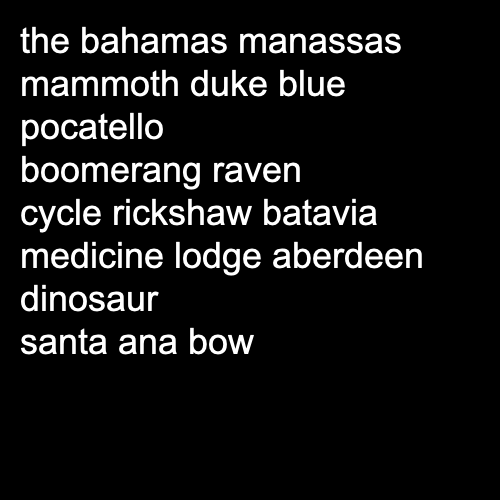 the bahamas manassas
mammoth duke blue
pocatello
boomerang raven
cycle rickshaw batavia
medicine lodge aberdeen
dinosaur
santa ana bow